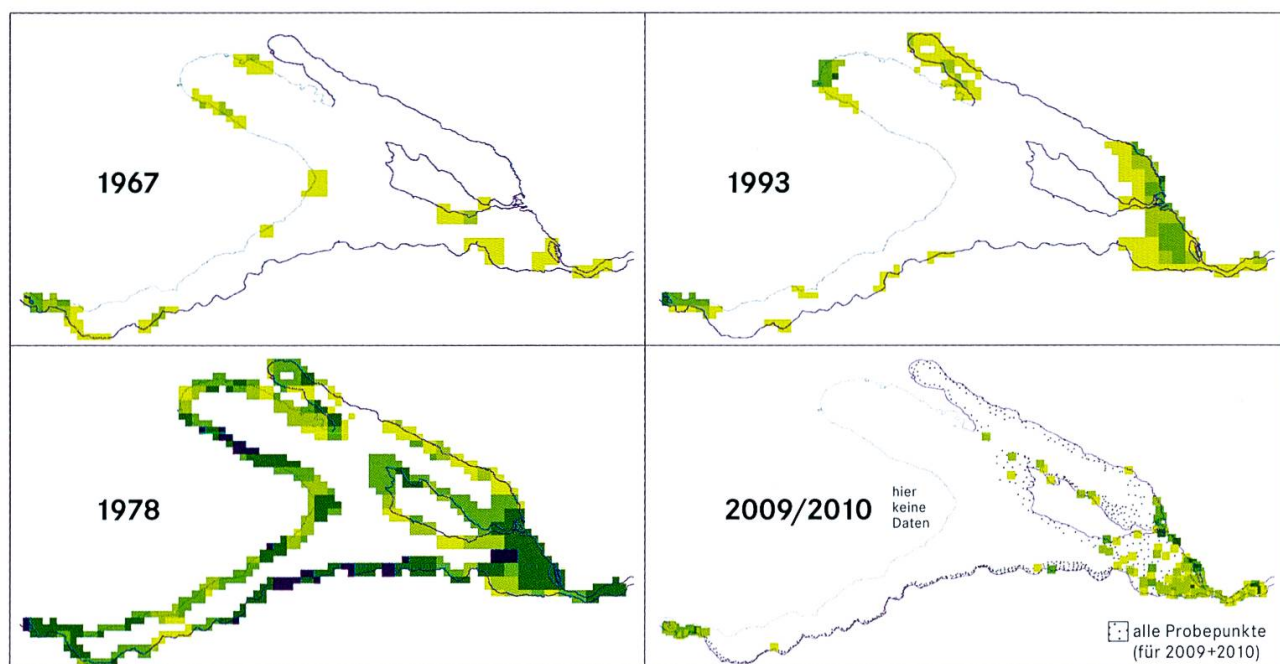 1967
1993
1978
2009/2010
hier
keine
Daten
alle Probepunkte
(für 2009+2010)